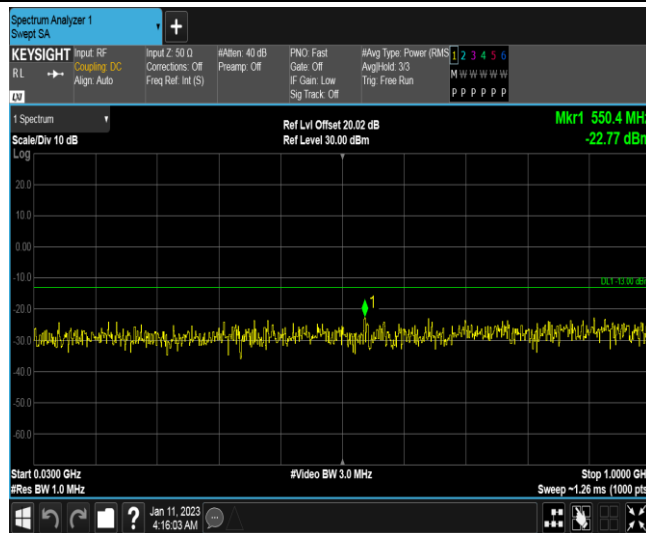 Spectrum Analyzer 1
Swept SA
+
KEYSIGHT
RL
LXI
Input: RF
Coupling: DC
Align: Auto
Input Z: 50 Ω
Corrections: Off
Freq Ref: Int (S)
#Atten: 40 dB
Preamp: Off
PNO: Fast
Gate: Off
IF Gain: Low
Sig Track: Off
#Avg Type: Power (RMS
Avg|Hold: 3/3
Trig: Free Run
1 2 3 4 5 6
M W W W W W
P P P P P P
1 Spectrum
Scale/Div 10 dB
Log
Ref Lvl Offset 20.02 dB
Ref Level 30.00 dBm
Mkr1 550.4 MHz
-22.77 dBm
20.0
10.0
0.00
-10.0
DL1 -13.00 dBm
1
-20.0
-30.0
-40.0
-50.0
-60.0
Start 0.0300 GHz
#Res BW 1.0 MHz
#Video BW 3.0 MHz
Stop 1.0000 GHz
Sweep ~1.26 ms (1000 pts)
?
Jan 11, 2023
4:16:03 AM